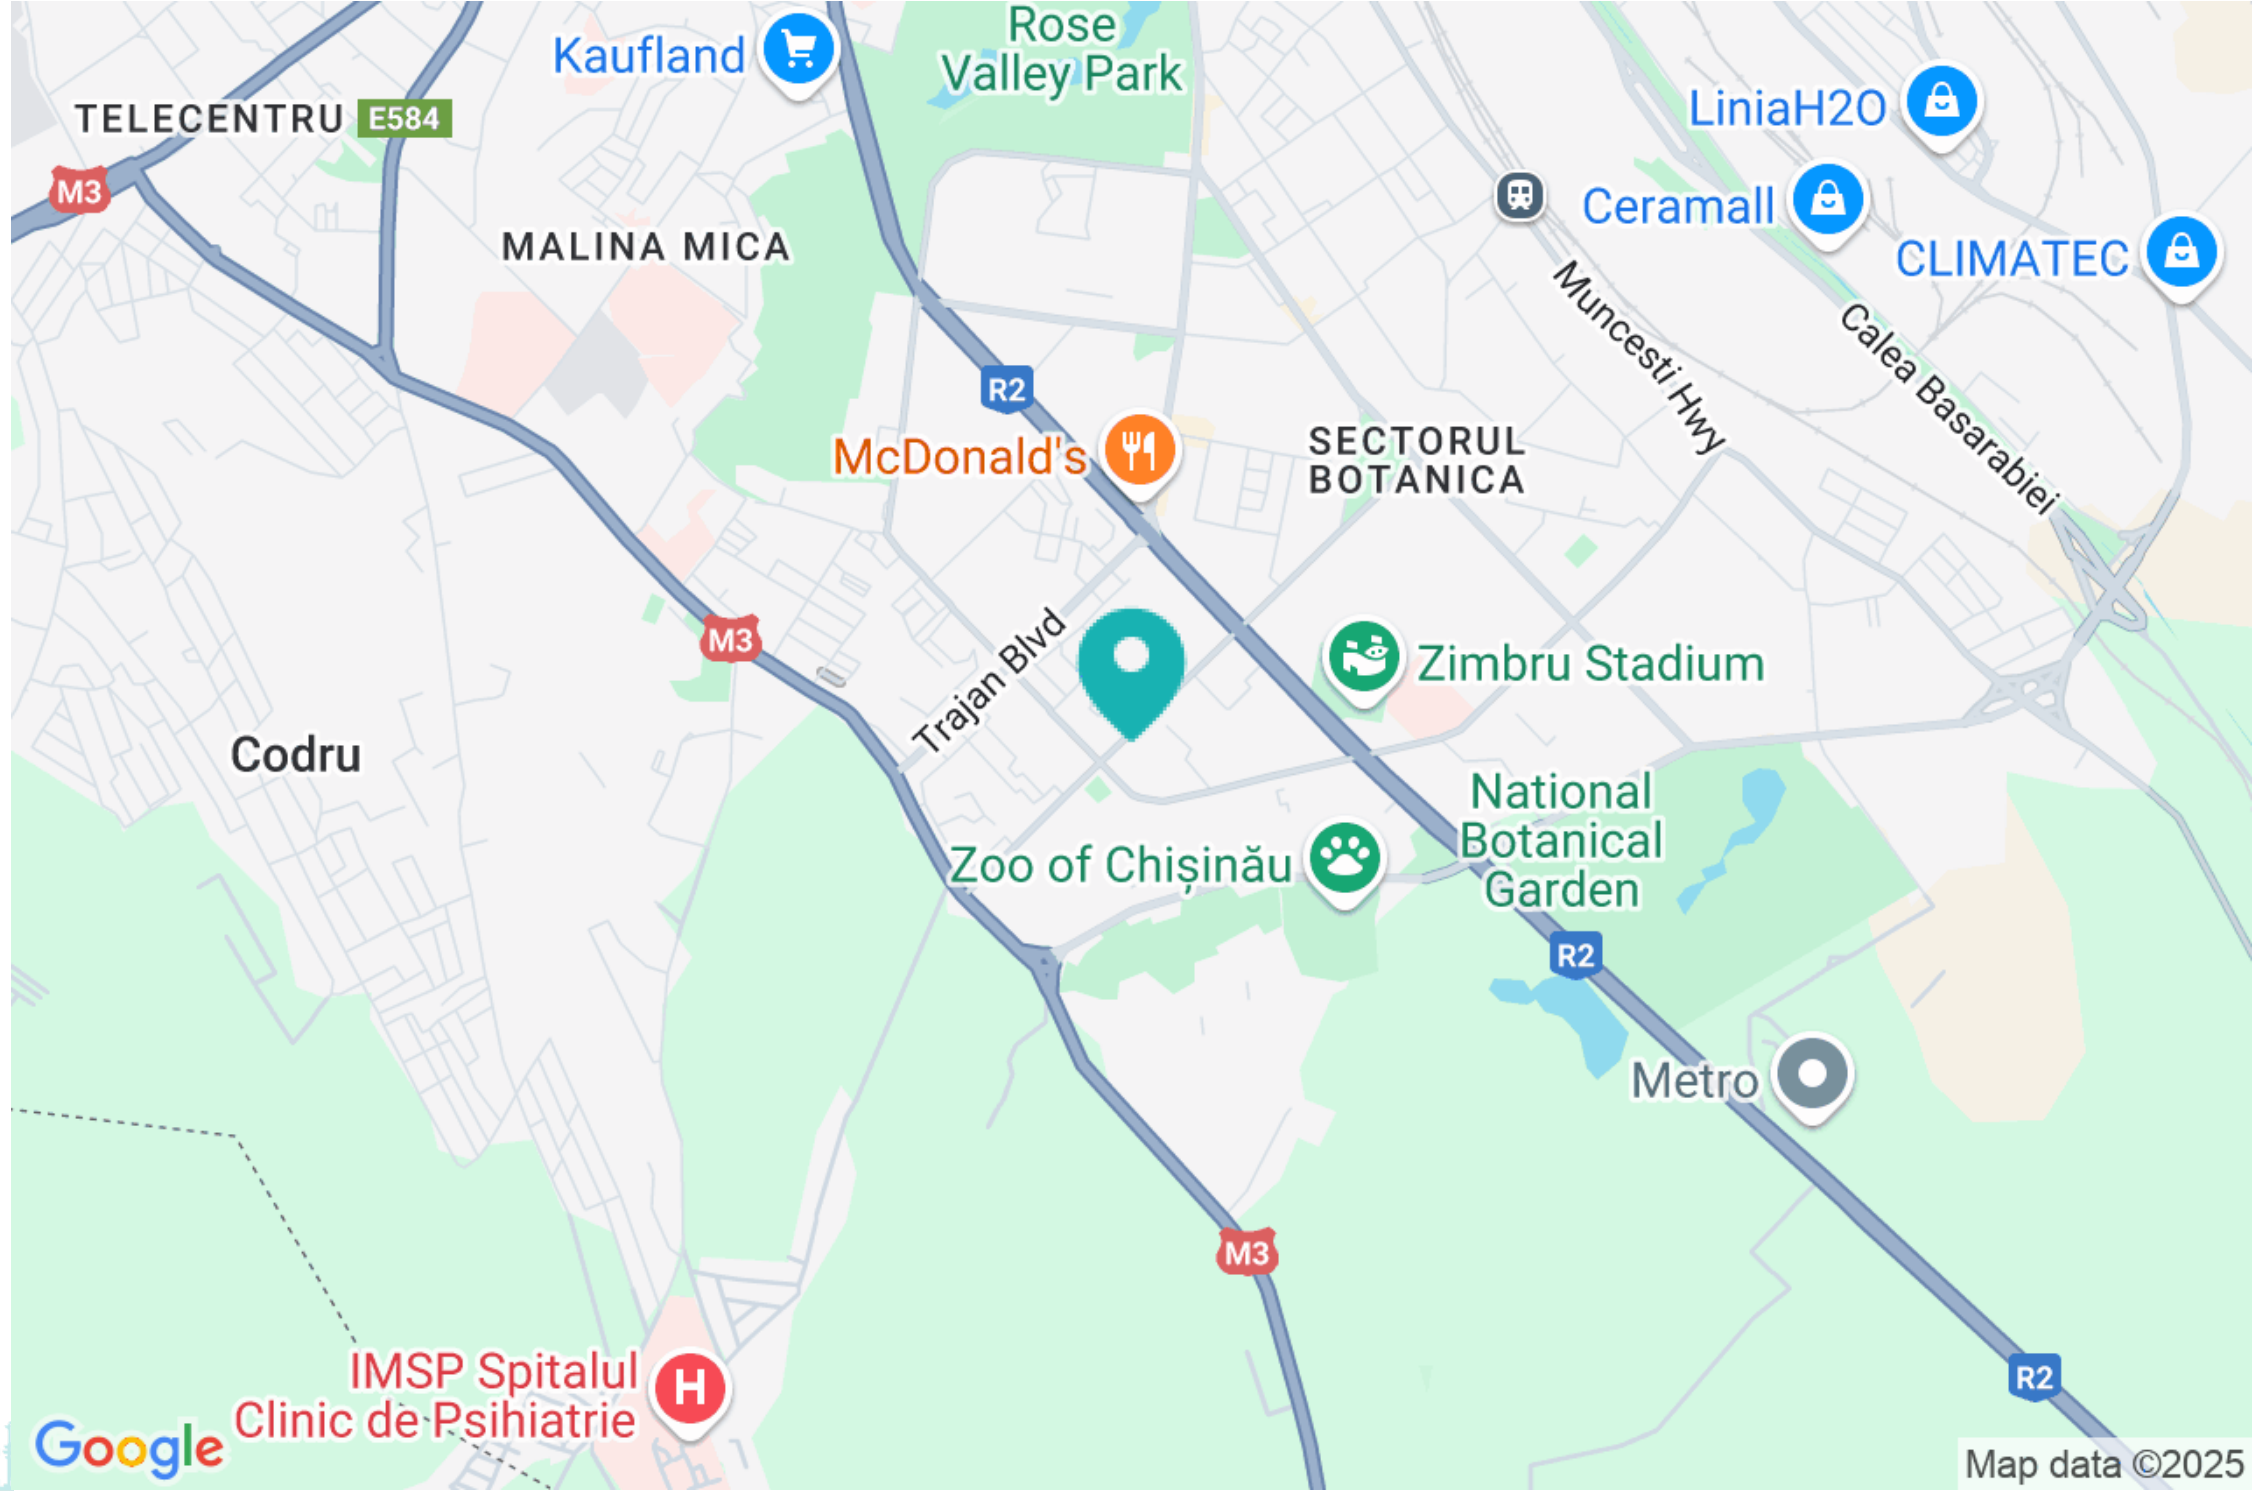 Rose
Valley Park
Kaufland
TELECENTRU
E584
LiniaH2O
M3
Ceramall
MALINA MICA
CLIMATEC
Muncesti Hwy
Calea Basarabiei
R2
McDonald's
SECTORUL
BOTANICA
M3
Trajan Blvd
Zimbru Stadium
Codru
National
Botanical
Garden
Zoo of Chișinău
R2
Metro
M3
IMSP Spitalul
Clinic de Psihiatrie
H
R2
Google
Map data ©2025